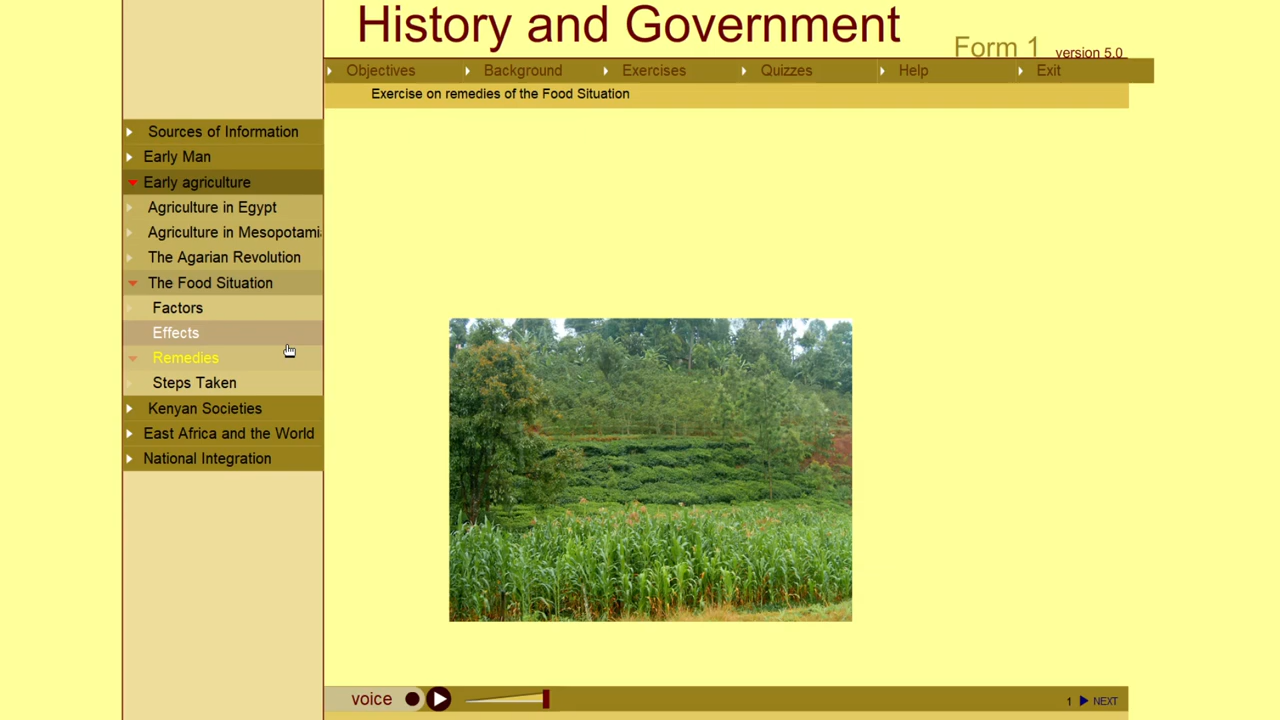 History and Government
Form 1 version 5.0
Objectives Background Exercises Quizzes Help Exit
Exercise on remedies of the Food Situation
Sources of Information
Early Man
Early agriculture
Agriculture in Egypt
Agriculture in Mesopotami
The Agarian Revolution
The Food Situation
Factors
Effects
Remedies
Steps Taken
Kenyan Societies
East Africa and the World
National Integration
voice
1 NEXT